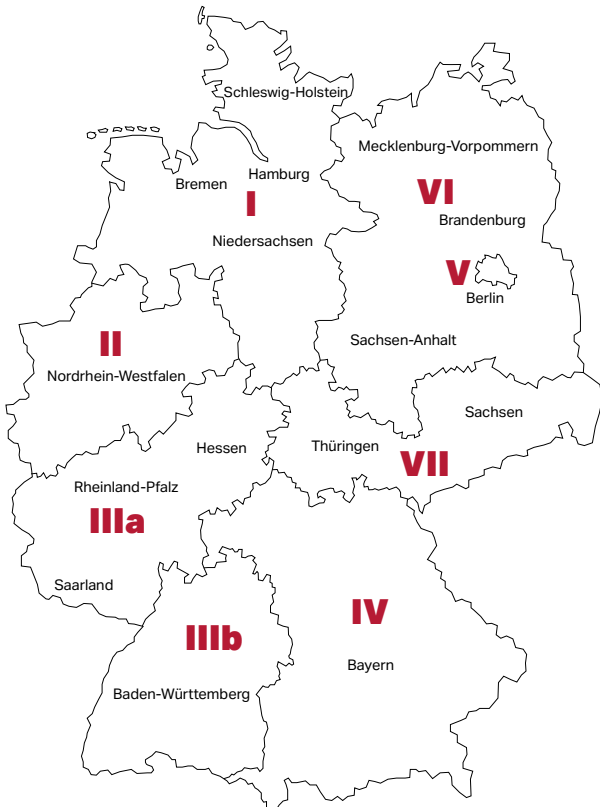 Schleswig-Holstein
Mecklenburg-Vorpommern
Hamburg
Bremen
I
VI
Brandenburg
Niedersachsen
V
Berlin
Sachsen-Anhalt
II
Nordrhein-Westfalen
Sachsen
Hessen
Thüringen
VII
Rheinland-Pfalz
IIIa
Saarland
IV
IIIb
Bayern
Baden-Württemberg